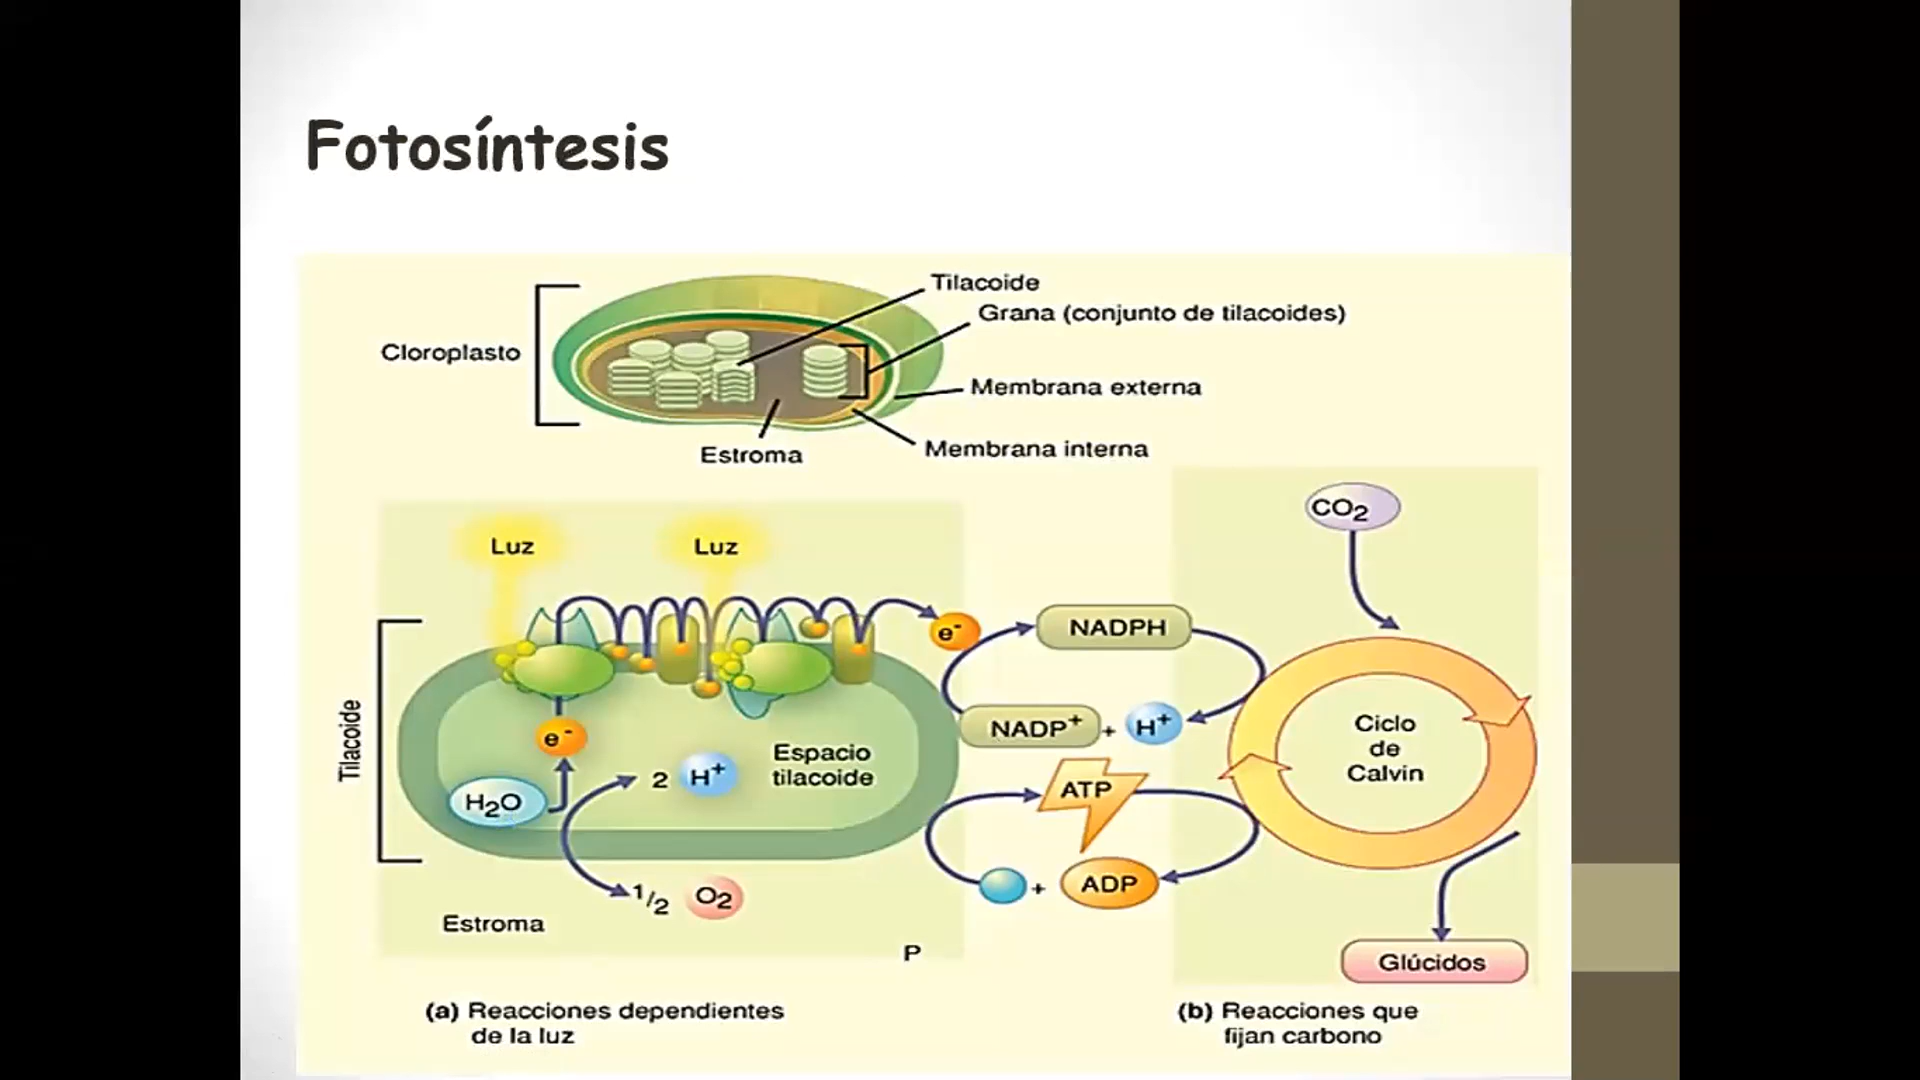 Fotosíntesis
Tilacoide
Grana (conjunto de tilacoides)
Cloroplasto
Membrana externa
Membrana interna
Estroma
CO2
Luz
Luz
e-
NADPH
Tilacoide
NADP+ + H+
Ciclo
de
Calvin
e-
Espacio
tilacoide
2 H+
H2O
ATP
+ ADP
1/2 O2
Estroma
P
Glúcidos
(a) Reacciones dependientes
de la luz
(b) Reacciones que
fijan carbono